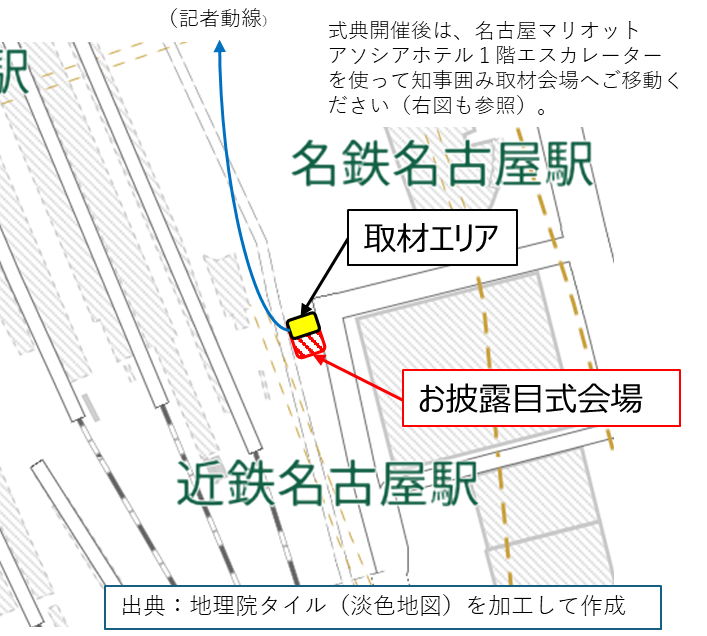 （記者動線）
式典開催後は、名古屋マリオット
アソシアホテル１階エスカレーター
を使って知事囲み取材会場へご移動く
ださい（右図も参照）。
駅
名鉄名古屋駅
取材エリア
お披露目式会場
近鉄名古屋駅
出典：地理院タイル（淡色地図）を加工して作成